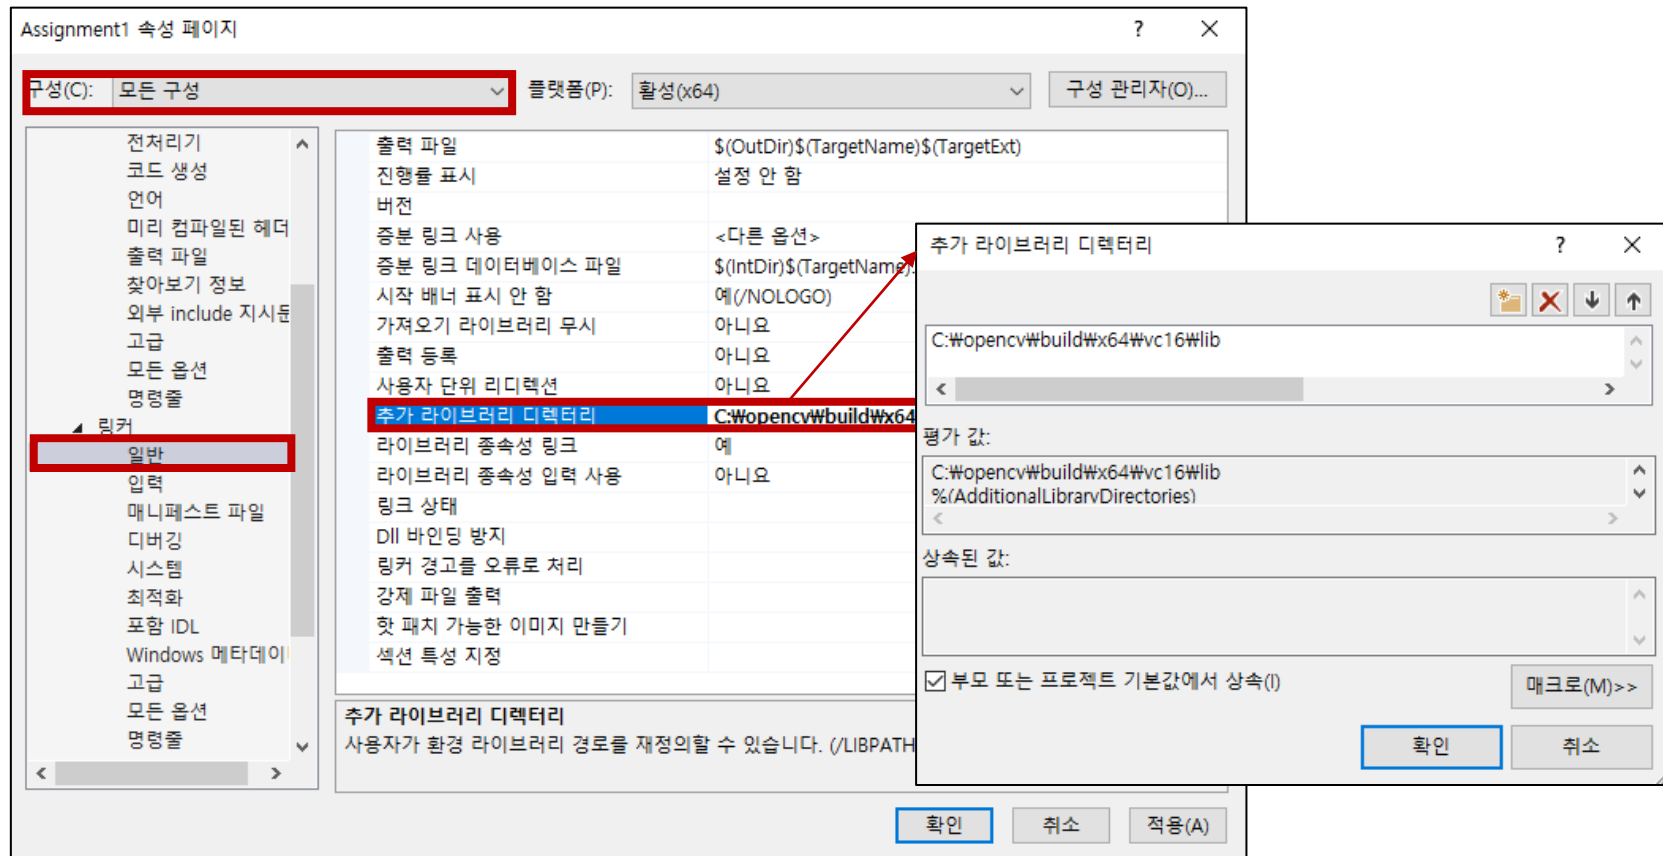 Assignment1 속성 페이지
구성(C): 모든 구성 플랫폼(P): 활성(x64) 구성 관리자(O)...
전처리기
코드 생성
언어
미리 컴파일된 헤더
출력 파일
찾아보기 정보
외부 include 지시문
고급
모든 옵션
명령줄
링커
일반
입력
매니페스트 파일
디버깅
시스템
최적화
포함 IDL
Windows 메타데이
고급
모든 옵션
명령줄
출력 파일 $(OutDir)$(TargetName)$(TargetExt)
진행률 표시 설정 안 함
버전
증분 링크 사용 <다른 옵션>
증분 링크 데이터베이스 파일 $(IntDir)$(TargetName).
시작 배너 표시 안 함 예(/NOLOGO)
가져오기 라이브러리 무시 아니요
출력 등록 아니요
사용자 단위 리디렉션 아니요
추가 라이브러리 디렉터리 C:₩opencv₩build₩x64
라이브러리 종속성 링크 예
라이브러리 종속성 입력 사용 아니요
링크 상태
Dll 바인딩 방지
링커 경고를 오류로 처리
강제 파일 출력
핫 패치 가능한 이미지 만들기
섹션 특성 지정
추가 라이브러리 디렉터리
사용자가 환경 라이브러리 경로를 재정의할 수 있습니다. (/LIBPATH
확인 취소 적용(A)
추가 라이브러리 디렉터리
C:₩opencv₩build₩x64₩vc16₩lib
평가 값:
C:₩opencv₩build₩x64₩vc16₩lib
%(AdditionalLibraryDirectories)
상속된 값:
부모 또는 프로젝트 기본값에서 상속(I)
매크로(M)>>
확인 취소